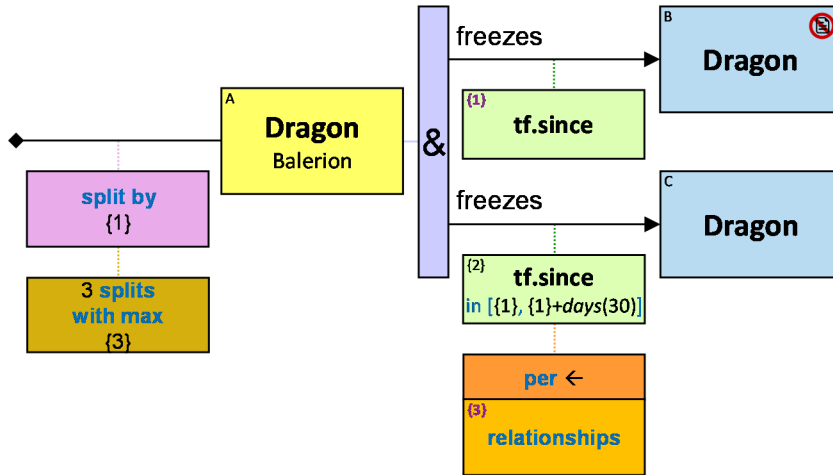 freezes
B
Dragon
A
Dragon
Balerion
{1}
tf.since
&
split by
{1}
freezes
C
Dragon
{2}
tf.since
in [{1}, {1}+days(30)]
3 splits
with max
{3}
per ←
{3}
relationships